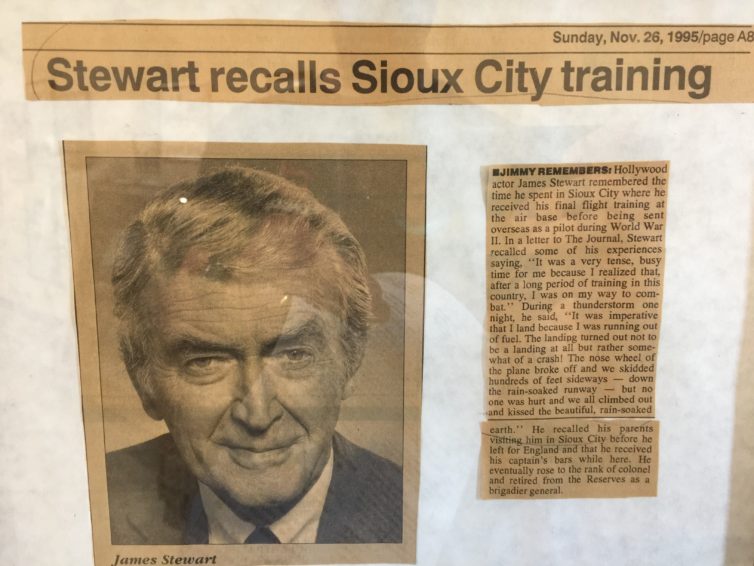 Sunday, Nov. 26, 1995/page A8
Stewart recalls Sioux City training
■JIMMY REMEMBERS: Hollywood
actor James Stewart remembered the
time he spent in Sioux City where he
received his final flight training at
the air base before being sent
overseas as a pilot during World War
II. In a letter to The Journal, Stewart
recalled some of his experiences
saying, "It was a very tense, busy
time for me because I realized that,
after a long period of training in this
country, I was on my way to com-
bat." During a thunderstorm one
night, he said, "It was imperative
that I land because I was running out
of fuel. The landing turned out not to
be a landing at all but rather some-
what of a crash! The nose wheel of
the plane broke off and we skidded
hundreds of feet sideways — down
the rain-soaked runway — but no
one was hurt and we all climbed out
and kissed the beautiful, rain-soaked
earth." He recalled his parents
visiting him in Sioux City before he
left for England and that he received
his captain's bars while here. He
eventually rose to the rank of colonel
and retired from the Reserves as a
brigadier general.
James Stewart